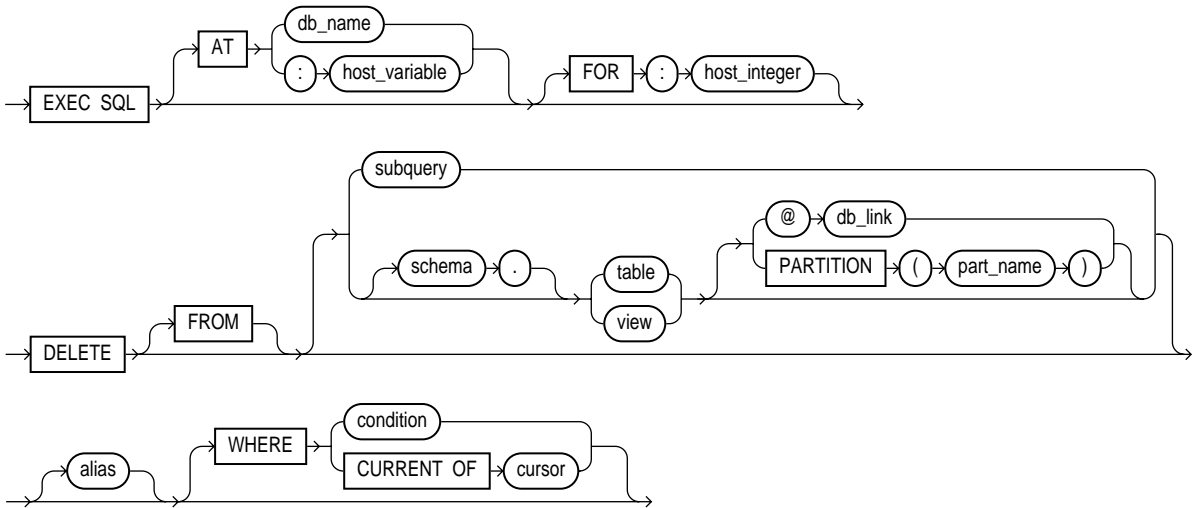 db_name
AT
: host_variable
FOR : host_integer
EXEC SQL
subquery
@ db_link
schema . table PARTITION ( part_name )
view
FROM
DELETE
condition
WHERE
alias CURRENT OF cursor